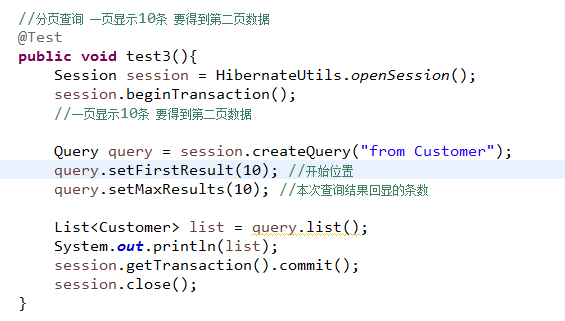 //分页查询 一页显示10条 要得到第二页数据
@Test
public void test3(){
    Session session = HibernateUtils.openSession();
    session.beginTransaction();
    //一页显示10条 要得到第二页数据
    Query query = session.createQuery("from Customer");
    query.setFirstResult(10); //开始位置
    query.setMaxResults(10); //本次查询结果回显的条数
    List<Customer> list = query.list();
    System.out.println(list);
    session.getTransaction().commit();
    session.close();
}